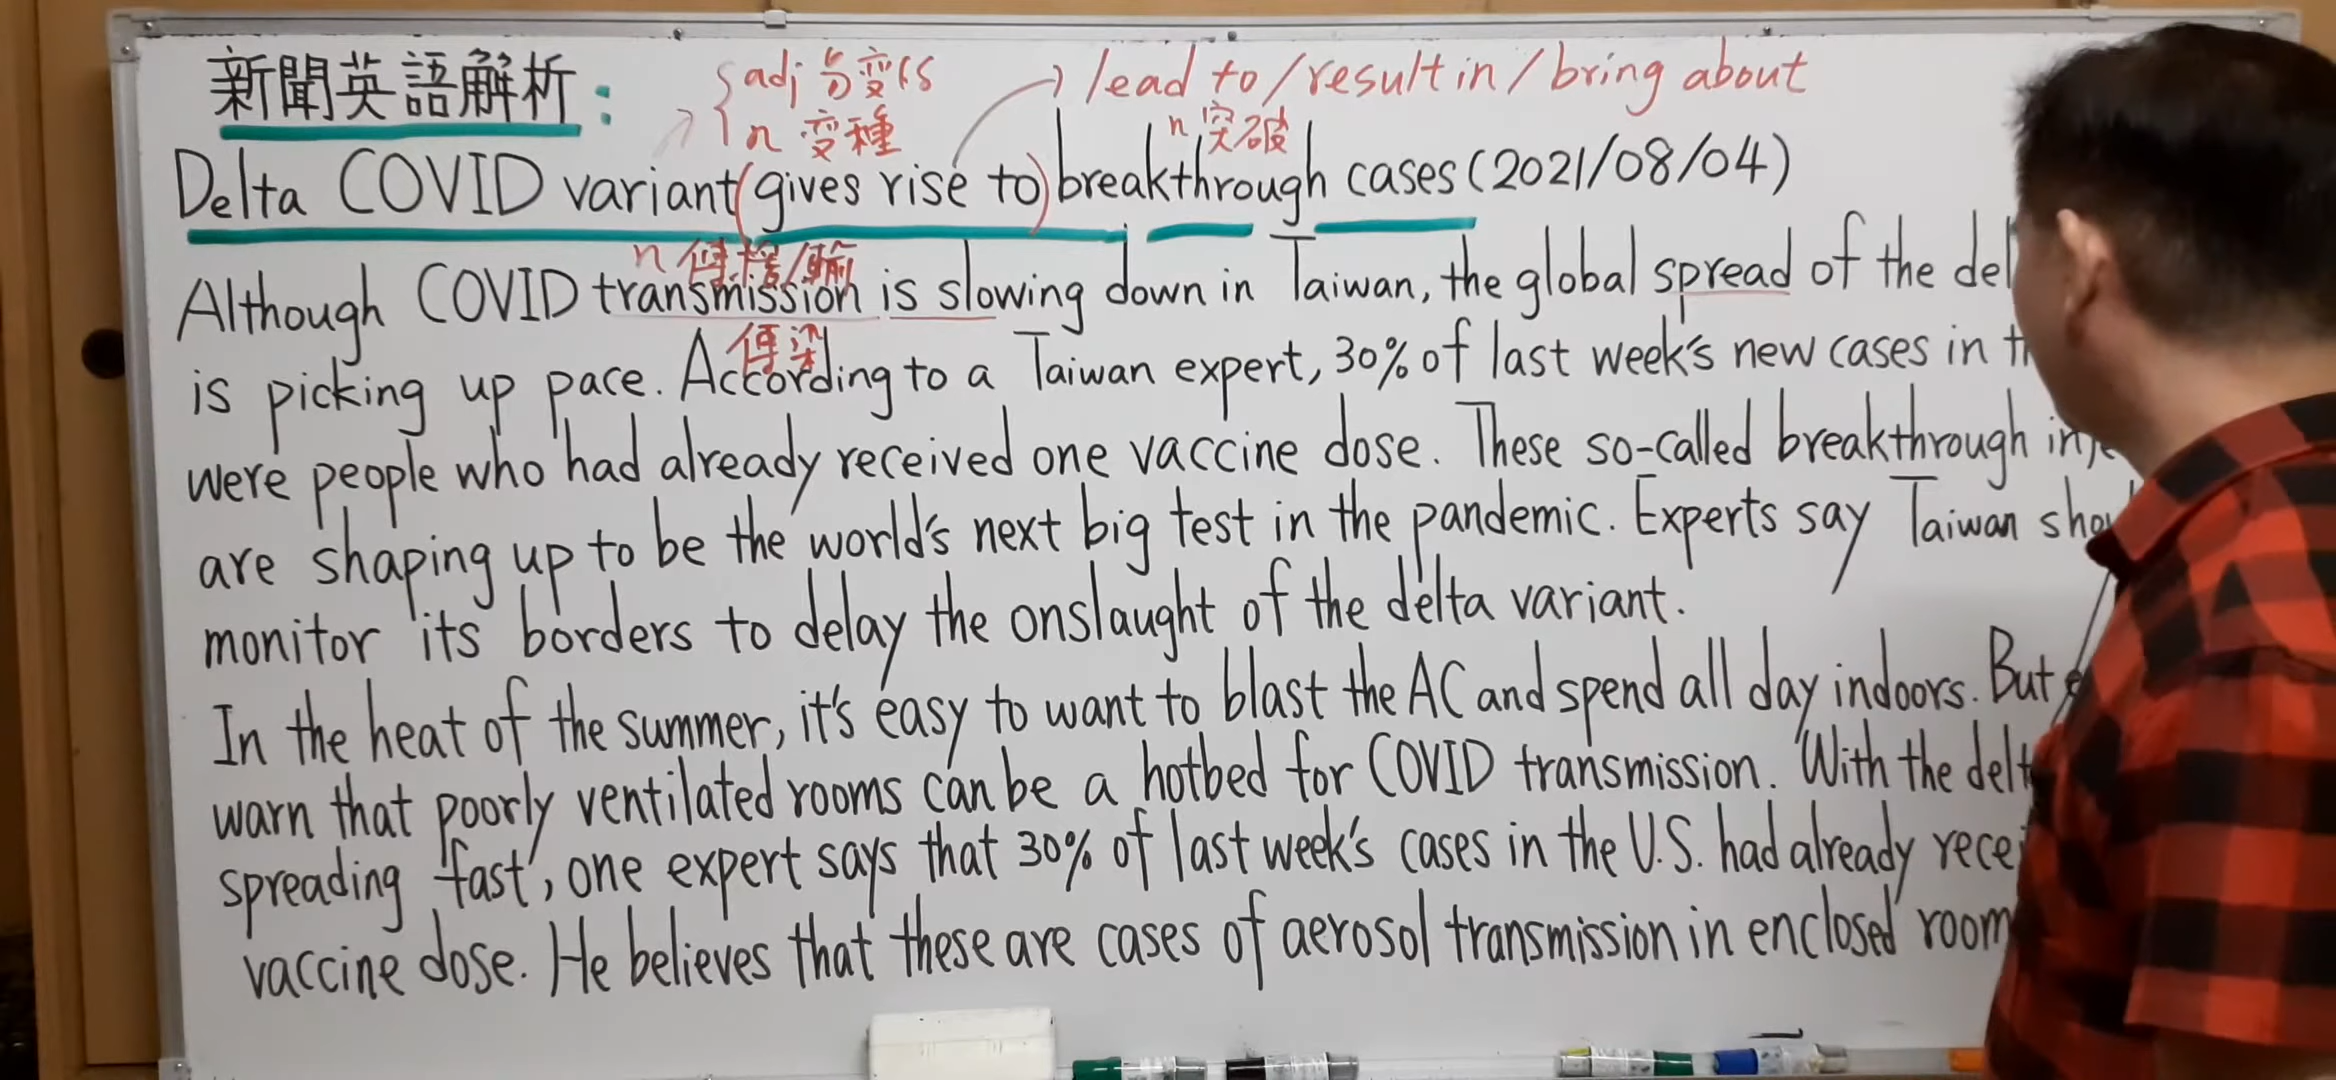 新聞英語解析：
adj 易變的
n 變種
lead to/result in/bring about
n 突破
Delta COVID variant(gives rise to)breakthrough cases(2021/08/04)
n 傳播/輸
Although COVID transmission is slowing down in Taiwan, the global spread of the del
傳染
is picking up pace. According to a Taiwan expert, 30% of last week's new cases in
were people who had already received one vaccine dose. These so-called breakthrough
are shaping up to be the world's next big test in the pandemic. Experts say Taiwan sho
monitor its borders to delay the onslaught of the delta variant.
In the heat of the summer, it's easy to want to blast the AC and spend all day indoors. But
warn that poorly ventilated rooms can be a hotbed for COVID transmission. With the delt
spreading fast, one expert says that 30% of last week's cases in the U.S. had already recei
vaccine dose. He believes that these are cases of aerosol transmission in enclosed room